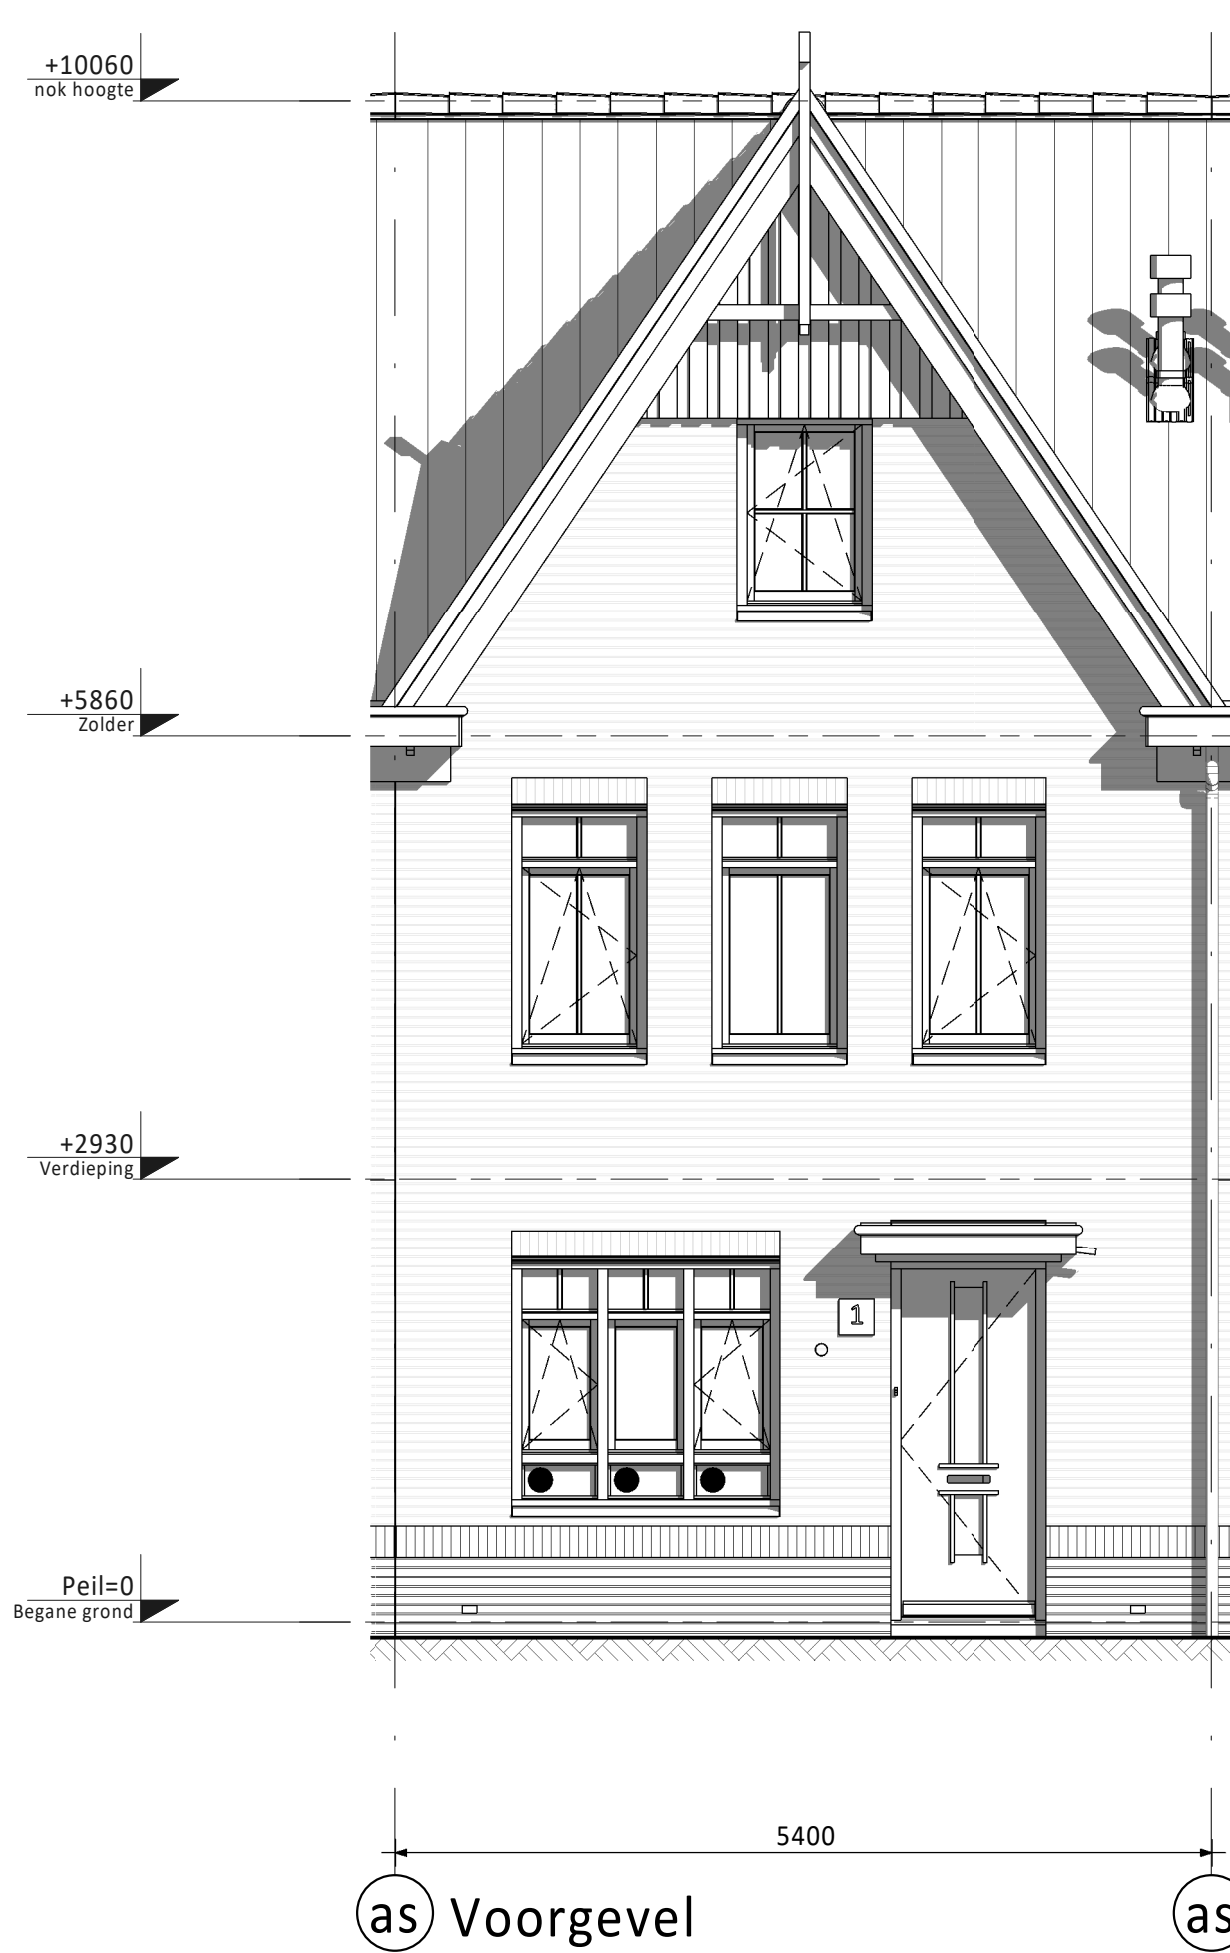 +10060
nok hoogte
+5860
Zolder
+2930
Verdieping
1
Peil=0
Begane grond
5400
as Voorgevel
as